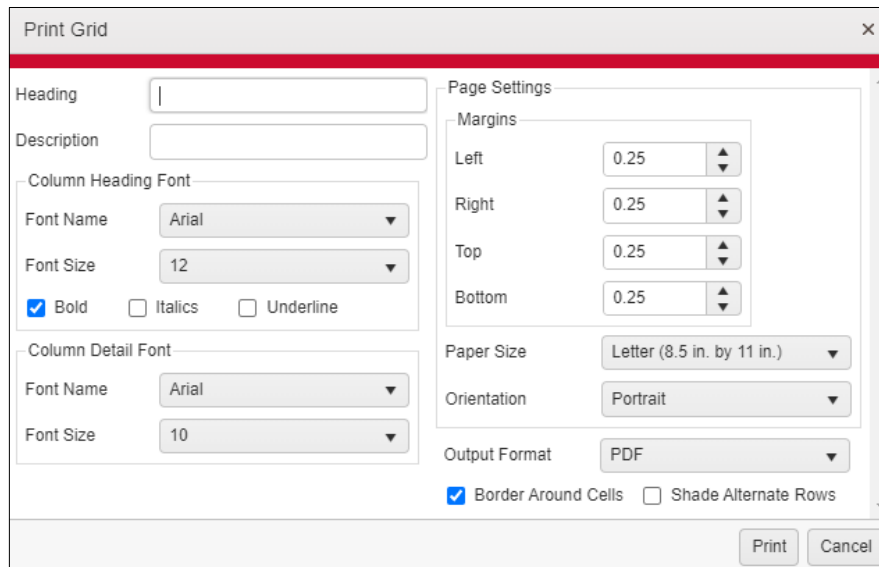 Print Grid
Heading
Description
Column Heading Font
Font Name Arial
Font Size 12
Bold Italics Underline
Column Detail Font
Font Name Arial
Font Size 10
Page Settings
Margins
Left 0.25
Right 0.25
Top 0.25
Bottom 0.25
Paper Size Letter (8.5 in. by 11 in.)
Orientation Portrait
Output Format PDF
Border Around Cells Shade Alternate Rows
Print Cancel